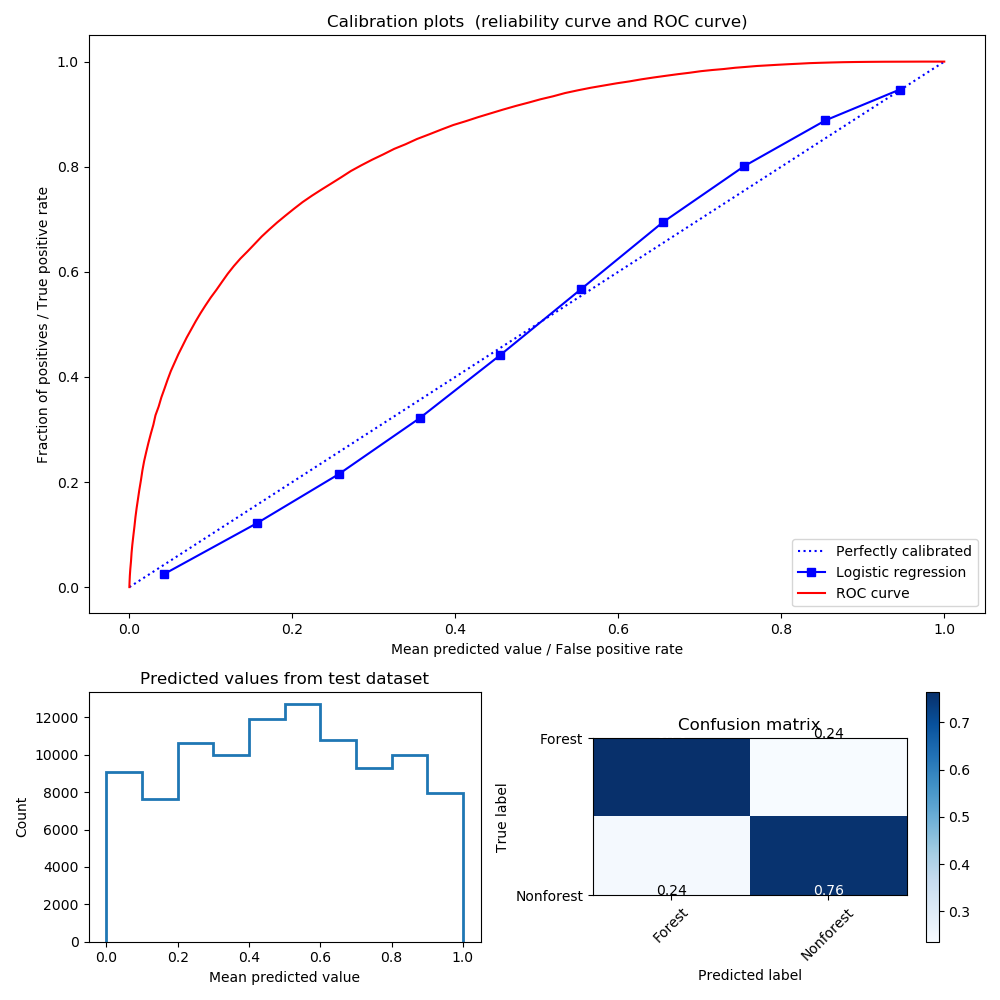 Calibration plots  (reliability curve and ROC curve)
1.0
0.8
0.6
0.4
0.2
0.0
Fraction of positives / True positive rate
Perfectly calibrated
Logistic regression
ROC curve
0.0 0.2 0.4 0.6 0.8 1.0
Mean predicted value / False positive rate
Predicted values from test dataset
12000
10000
8000
6000
4000
2000
0
Count
0.0 0.2 0.4 0.6 0.8 1.0
Mean predicted value
Confusion matrix
0.24
Forest
True label
Nonforest
0.24 0.76
Forest
Nonforest
Predicted label
0.7
0.6
0.5
0.4
0.3